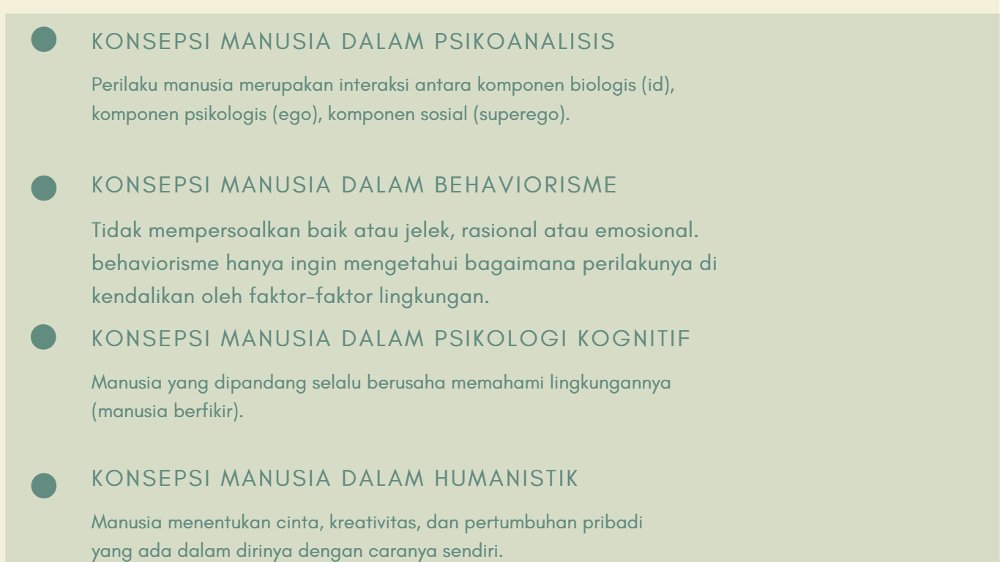 KONSEPSI MANUSIA DALAM PSIKOANALISIS
Perilaku manusia merupakan interaksi antara komponen biologis (id),
komponen psikologis (ego), komponen sosial (superego).
KONSEPSI MANUSIA DALAM BEHAVIORISME
Tidak mempersoalkan baik atau jelek, rasional atau emosional.
behaviorisme hanya ingin mengetahui bagaimana perilakunya di
kendalikan oleh faktor-faktor lingkungan.
KONSEPSI MANUSIA DALAM PSIKOLOGI KOGNITIF
Manusia yang dipandang selalu berusaha memahami lingkungannya
(manusia berfikir).
KONSEPSI MANUSIA DALAM HUMANISTIK
Manusia menentukan cinta, kreativitas, dan pertumbuhan pribadi
yang ada dalam dirinya dengan caranya sendiri.